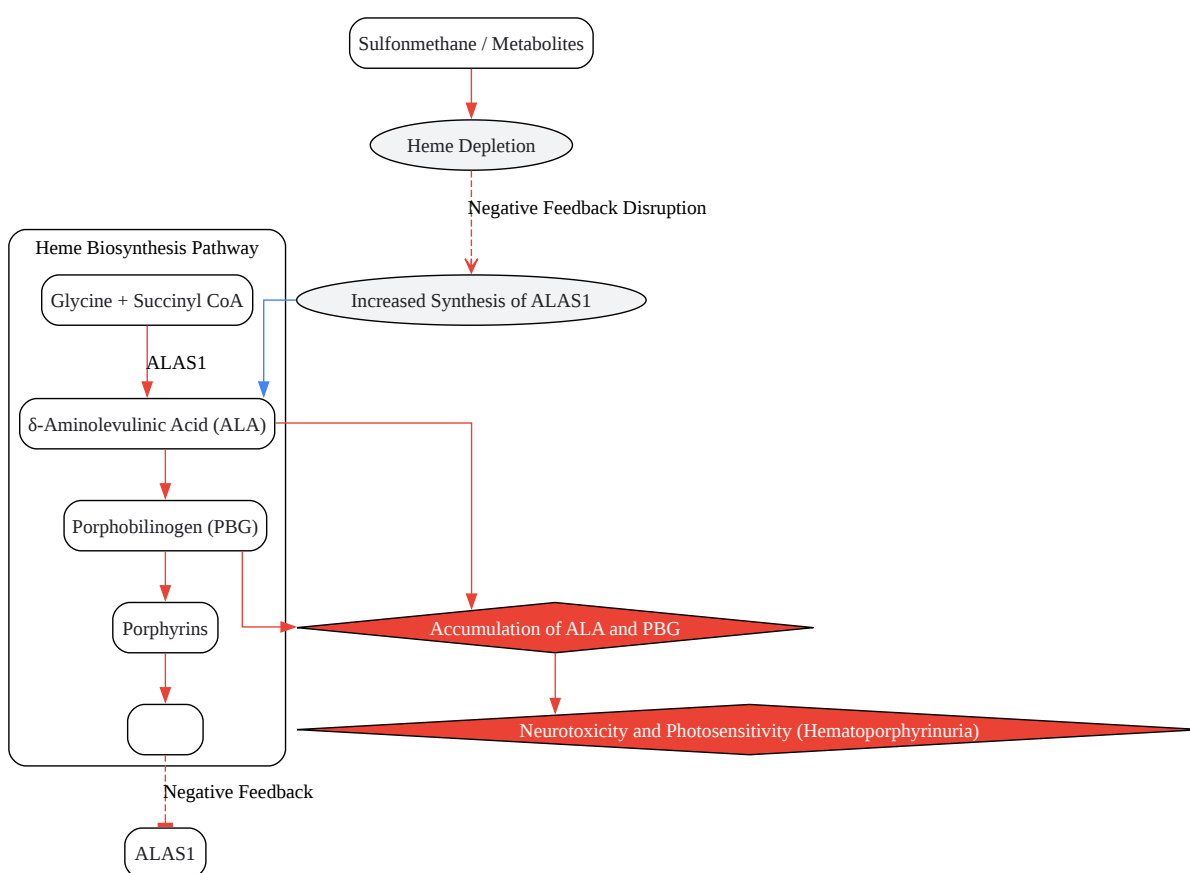 Sulfonmethane / Metabolites
Heme Depletion
Negative Feedback Disruption
Heme Biosynthesis Pathway
Glycine + Succinyl CoA
Increased Synthesis of ALAS1
ALAS1
δ-Aminolevulinic Acid (ALA)
Porphobilinogen (PBG)
Porphyrins
Accumulation of ALA and PBG
Neurotoxicity and Photosensitivity (Hematoporphyrinuria)
Negative Feedback
ALAS1